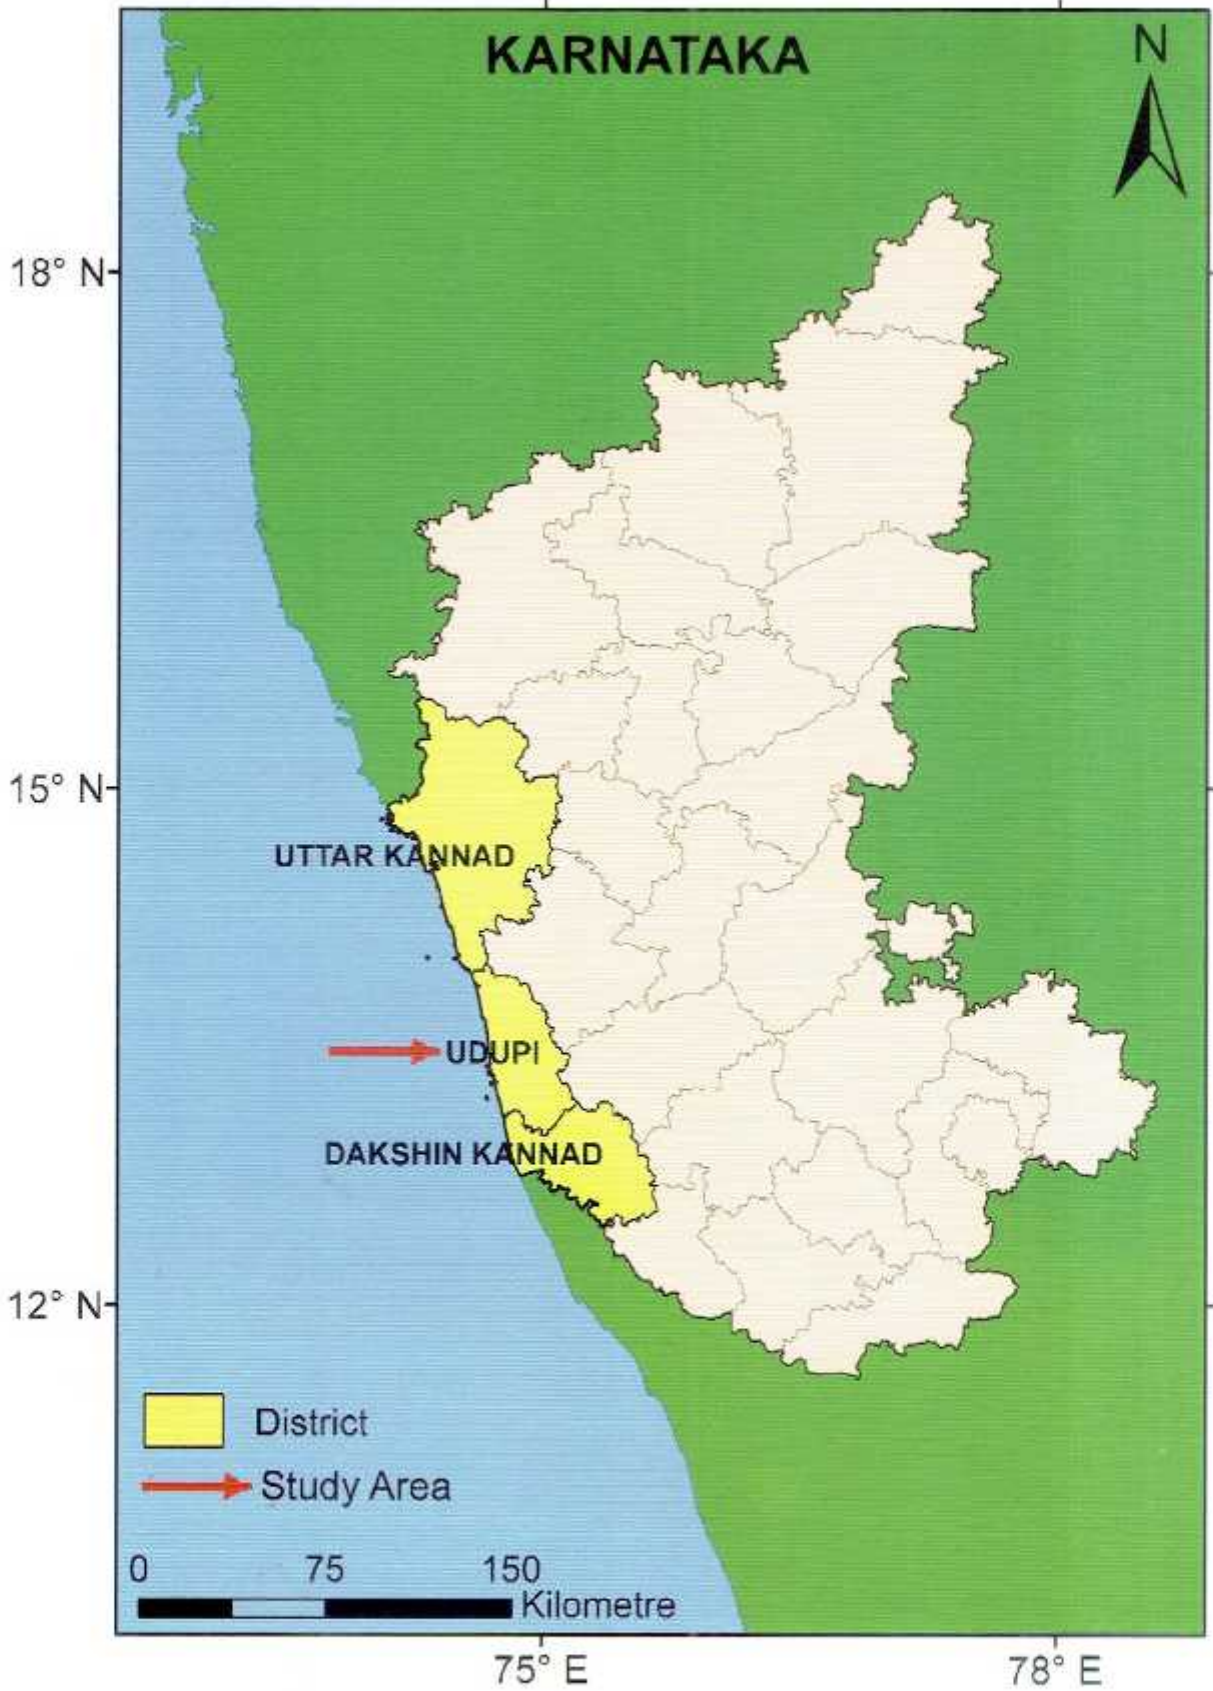 KARNATAKA
N
18° N
15° N
UTTAR KANNAD
UDUPI
DAKSHIN KANNAD
12° N
District
Study Area
0 75 150
Kilometre
75° E 78° E